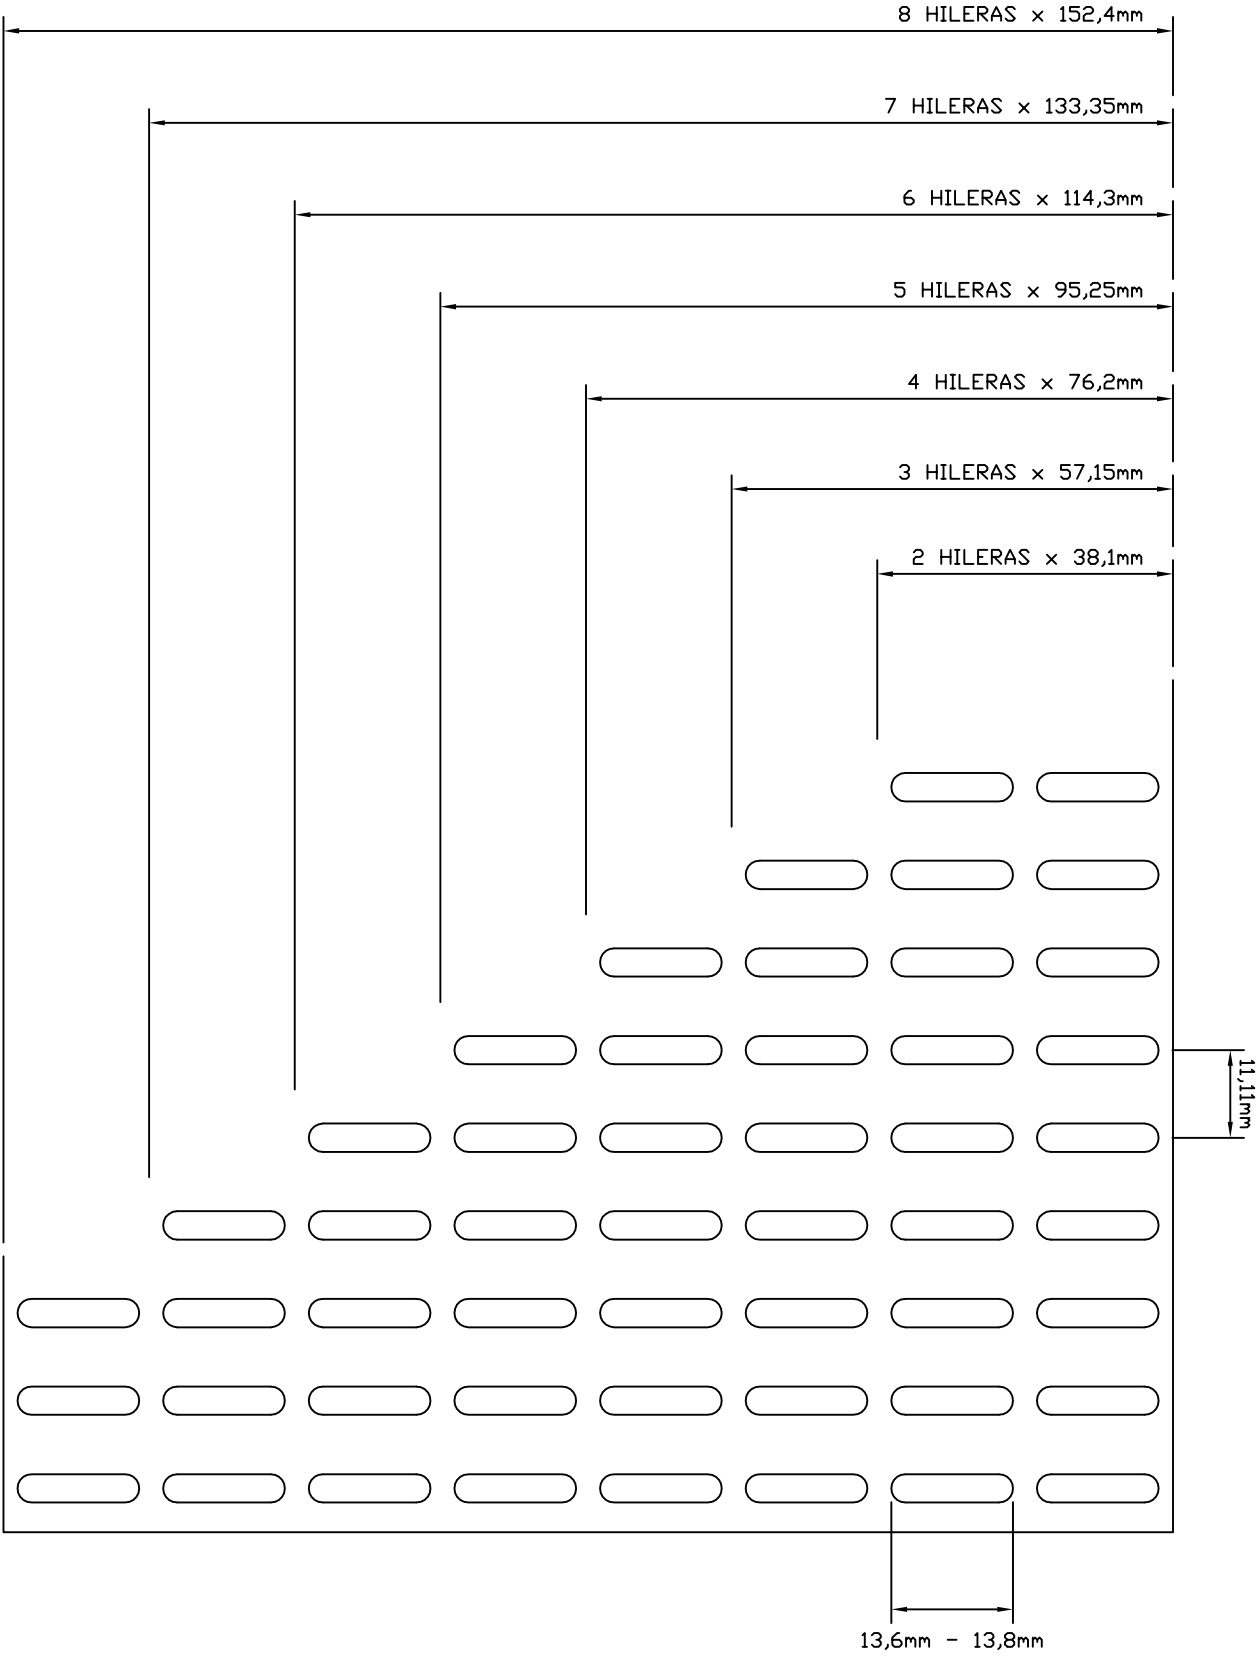 8 HILERAS x 152,4mm
7 HILERAS x 133,35mm
6 HILERAS x 114,3mm
5 HILERAS x 95,25mm
4 HILERAS x 76,2mm
3 HILERAS x 57,15mm
2 HILERAS x 38,1mm
11,11mm
13,6mm - 13,8mm